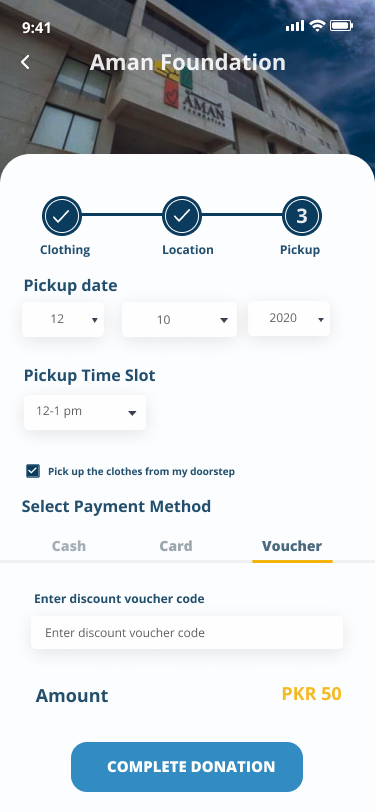 9:41
Aman Foundation
AMAN
FOUNDATION
3
Clothing Location Pickup
Pickup date
12 10 2020
Pickup Time Slot
12-1 pm
Pick up the clothes from my doorstep
Select Payment Method
Cash Card Voucher
Enter discount voucher code
Enter discount voucher code
Amount PKR 50
COMPLETE DONATION